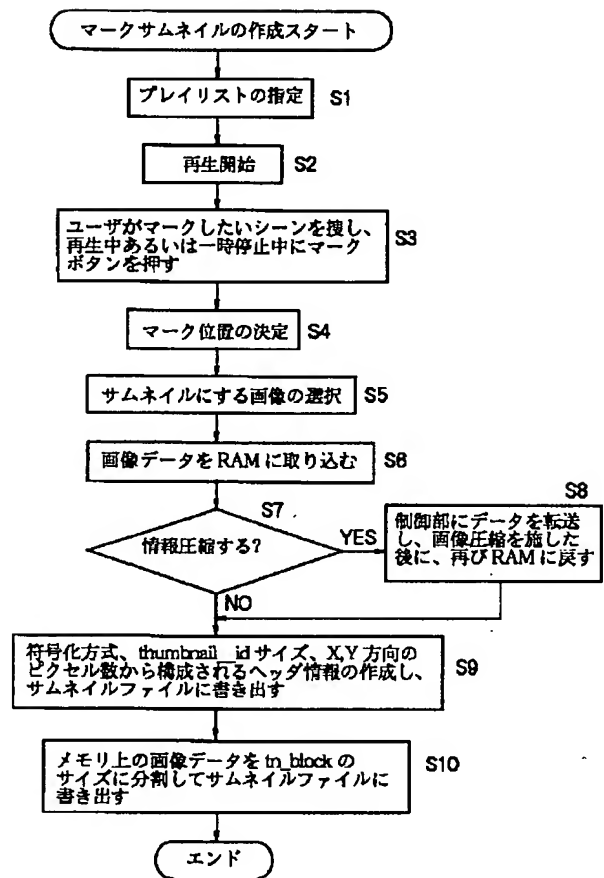 マークサムネイルの作成スタート
プレイリストの指定 S1
再生開始 S2
ユーザがマークしたいシーンを捜し、
再生中あるいは一時停止中にマーク
ボタンを押す
S3
マーク位置の決定 S4
サムネイルにする画像の選択 S5
画像データをRAMに取り込む S6
S7
情報圧縮する?
YES
S8
制御部にデータを転送
し、画像圧縮を施した
後に、再びRAMに戻す
NO
符号化方式、thumbnail_idサイズ、X,Y方向の
ピクセル数から構成されるヘッダ情報の作成し、
サムネイルファイルに書き出す
S9
メモリ上の画像データをtn_blockの
サイズに分割してサムネイルファイルに
書き出す
S10
エンド